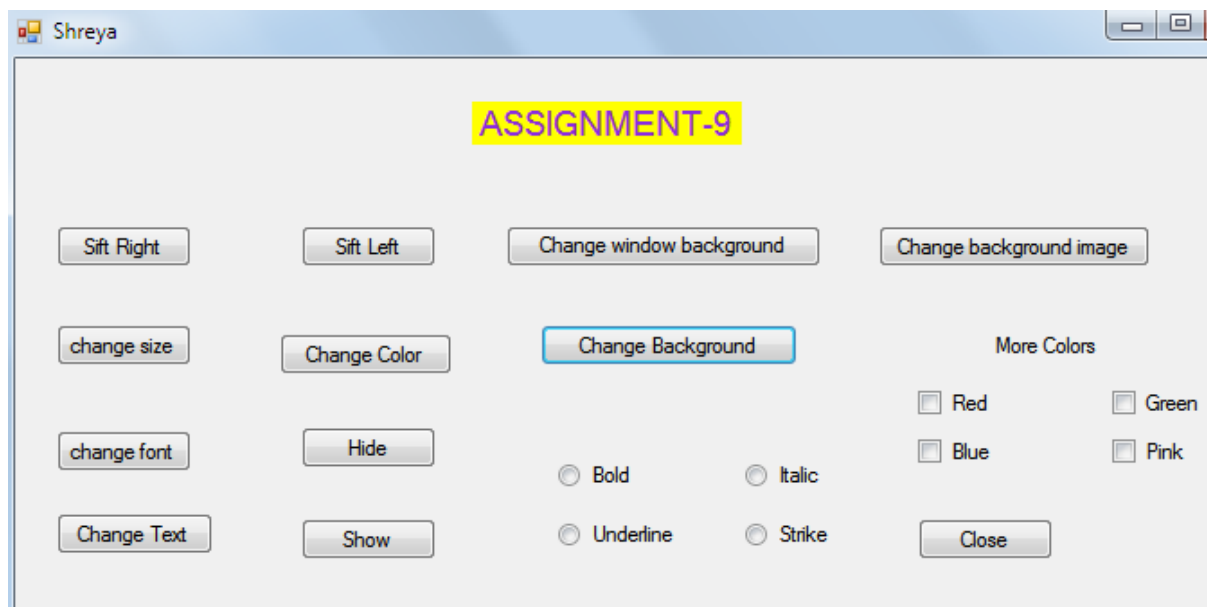 Shreya
ASSIGNMENT-9
Sift Right
Sift Left
Change window background
Change background image
change size
Change Color
Change Background
More Colors
Red
Green
change font
Hide
Blue
Pink
Bold
Italic
Change Text
Show
Underline
Strike
Close